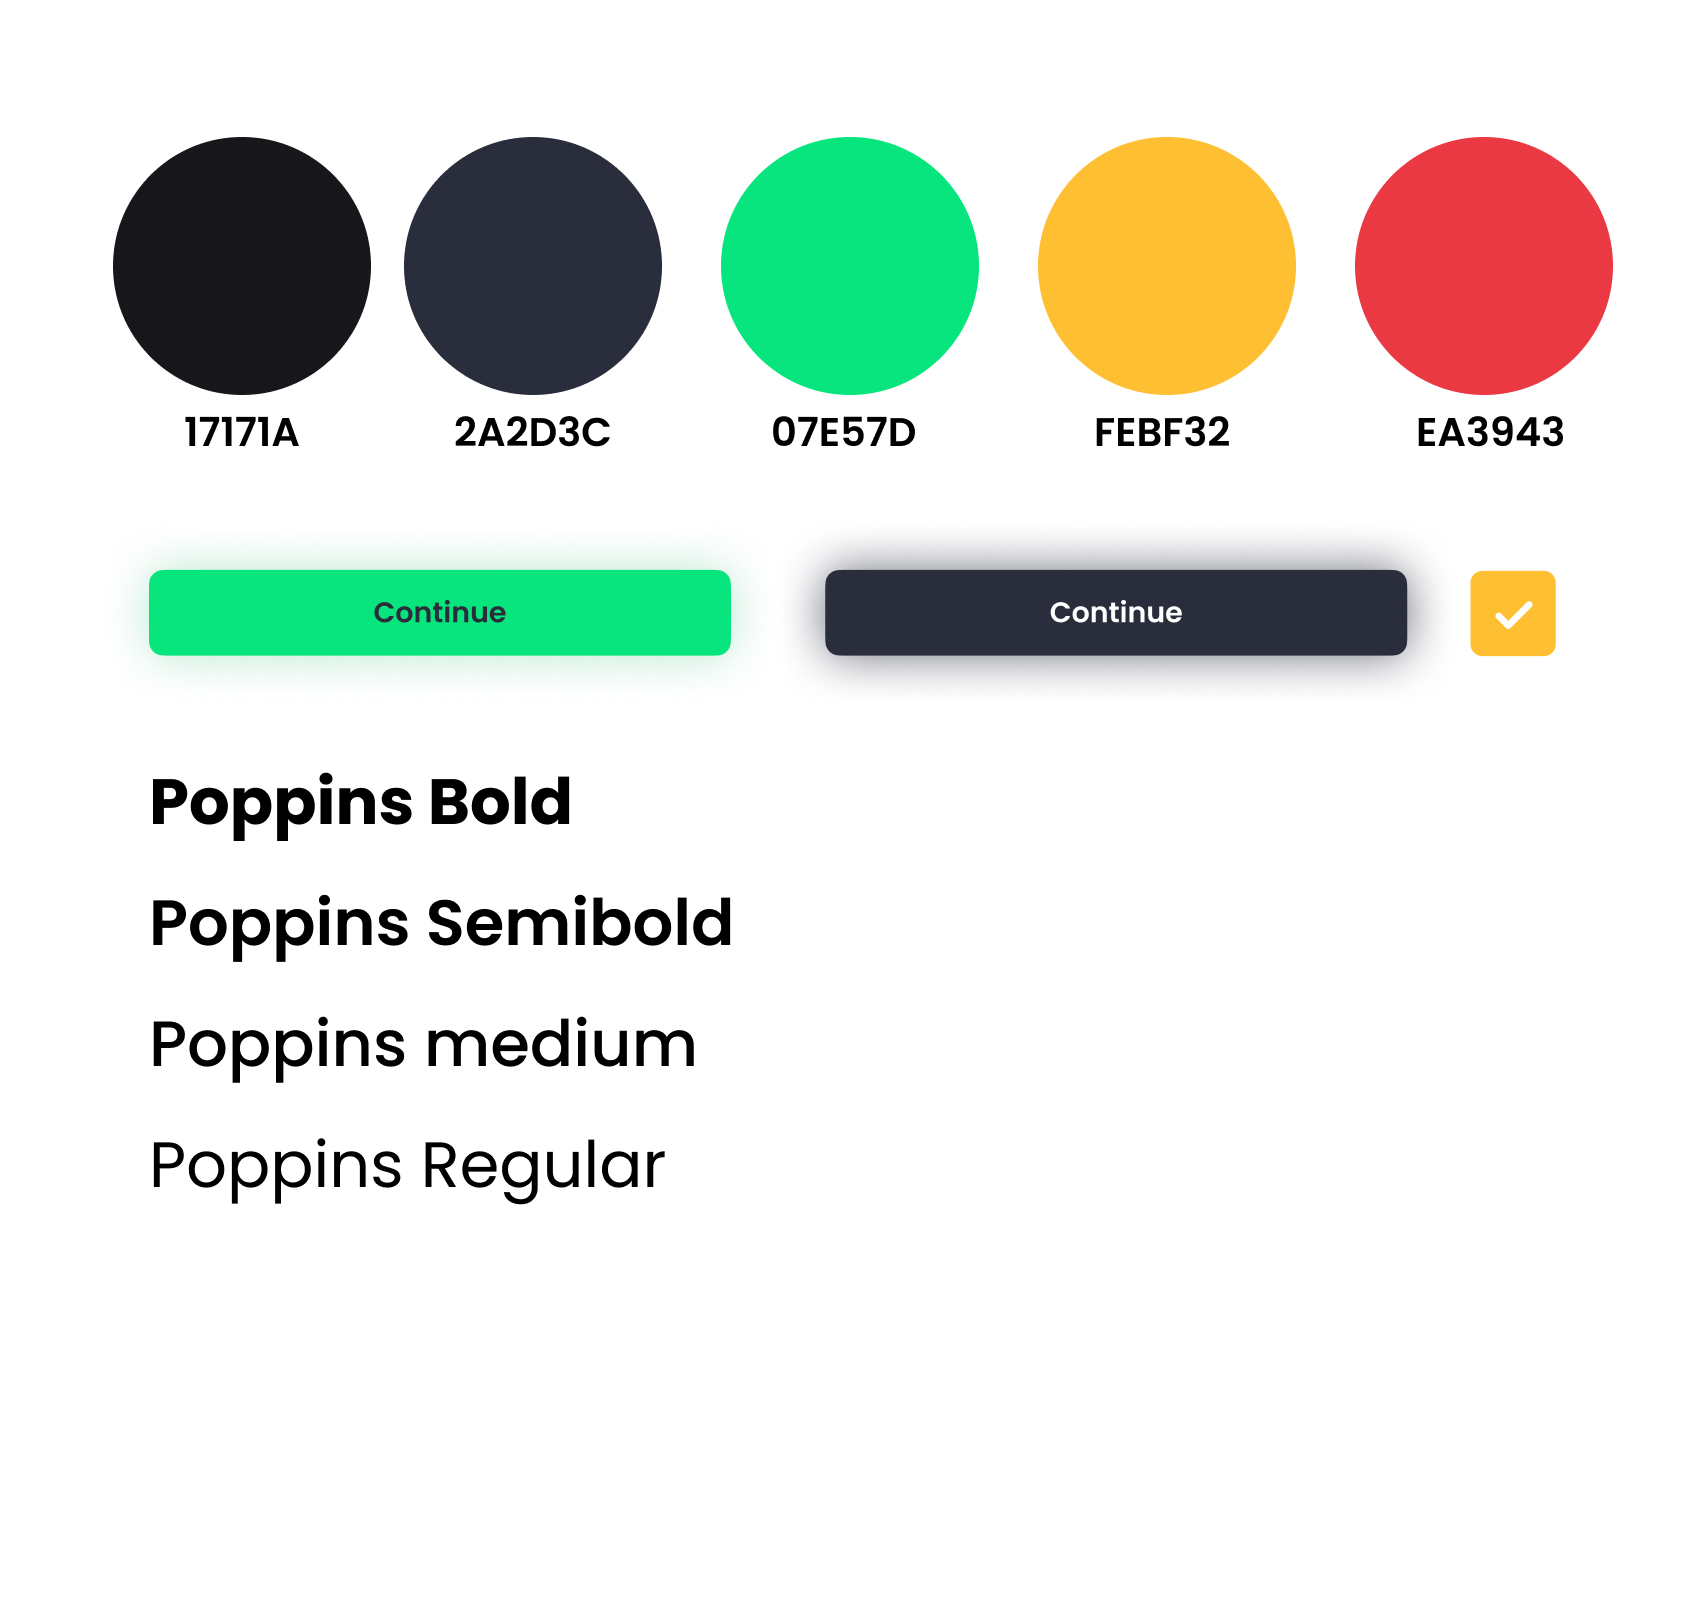 17171A
2A2D3C
07E57D
FEBF32
EA3943
Continue
Continue
Poppins Bold
Poppins Semibold
Poppins medium
Poppins Regular